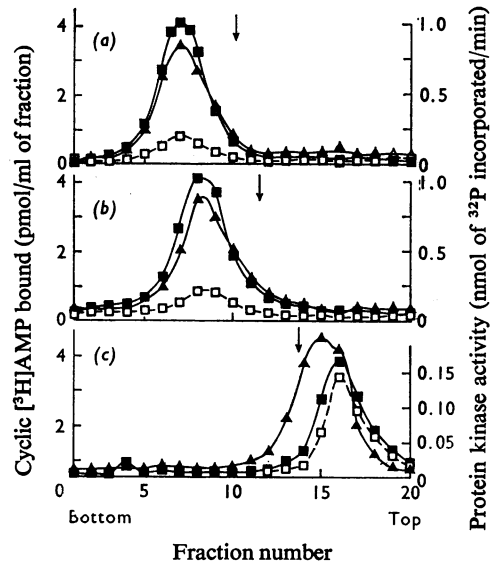 Cyclic [³H]AMP bound (pmol/ml of fraction)
Protein kinase activity (nmol of ³²P incorporated/min)
(a)
4
2
0
1.0
0.5
0
(b)
4
2
0
1.0
0.5
0
(c)
4
2
0.15
0.10
0.05
0
0 5 10 15 20
Bottom Top
Fraction number